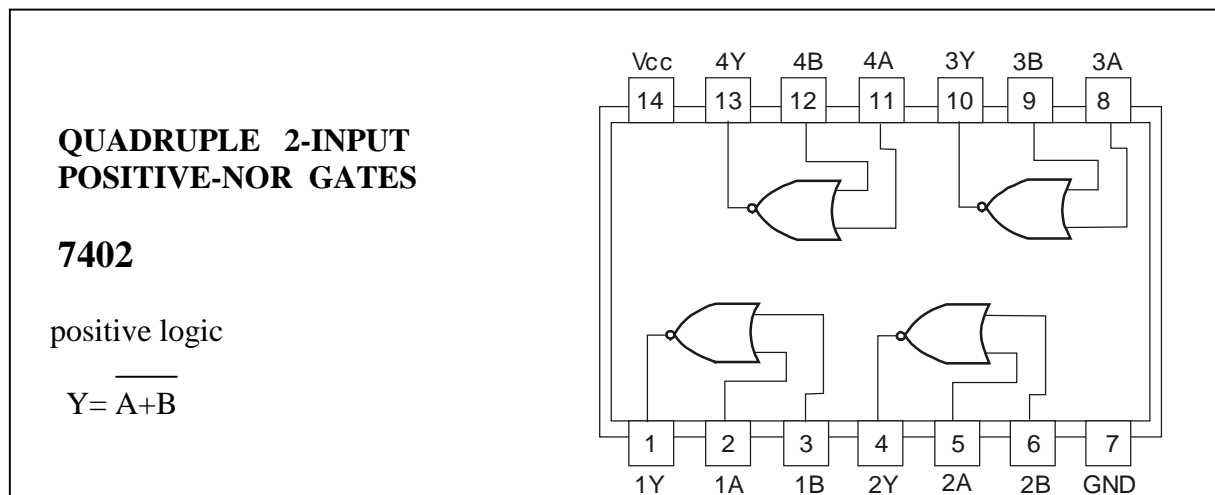 QUADRUPLE 2-INPUT
POSITIVE-NOR GATES
7402
positive logic
Y= A+B
Vcc 4Y 4B 4A 3Y 3B 3A
14 13 12 11 10 9 8
1 2 3 4 5 6 7
1Y 1A 1B 2Y 2A 2B GND